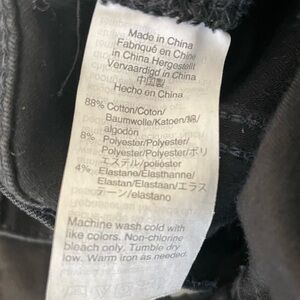 Made in China
Fabriqué en Chine
in China Hergestellt
Vervaardigd in China
中国製
Hecho en China
88% Cotton/Coton/
Baumwolle/Katoen/綿/
algodón
8% Polyester/Polyester/
Polyester/Polyester/ポリ
エステル/poliéster
4% Elastane/Élasthanne/
Elastan/Elastaan/エラス
テーン/elastano
Machine wash cold with
like colors. Non-chlorine
bleach only. Tumble dry
low. Warm iron as needed.